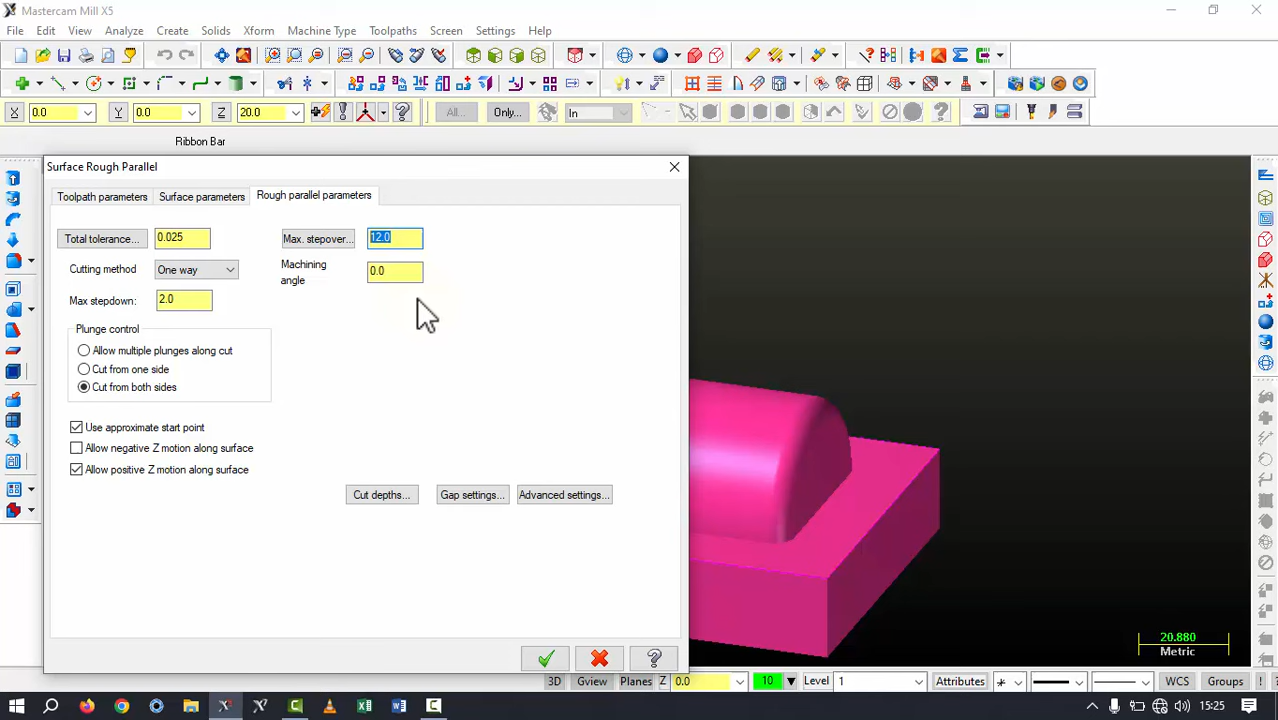 Mastercam Mill X5
File Edit View Analyze Create Solids Xform Machine Type Toolpaths Screen Settings Help
X 0.0 Y 0.0 Z 20.0 All... Only... In
Ribbon Bar
Surface Rough Parallel
Toolpath parameters Surface parameters Rough parallel parameters
Total tolerance... 0.025 Max. stepover... 12.0
Cutting method One way Machining angle 0.0
Max stepdown: 2.0
Plunge control
Allow multiple plunges along cut
Cut from one side
Cut from both sides
Use approximate start point
Allow negative Z motion along surface
Allow positive Z motion along surface
Cut depths... Gap settings... Advanced settings...
20.880
Metric
3D Gview Planes Z 0.0 10 Level 1 Attributes WCS Groups ! ?
15:25